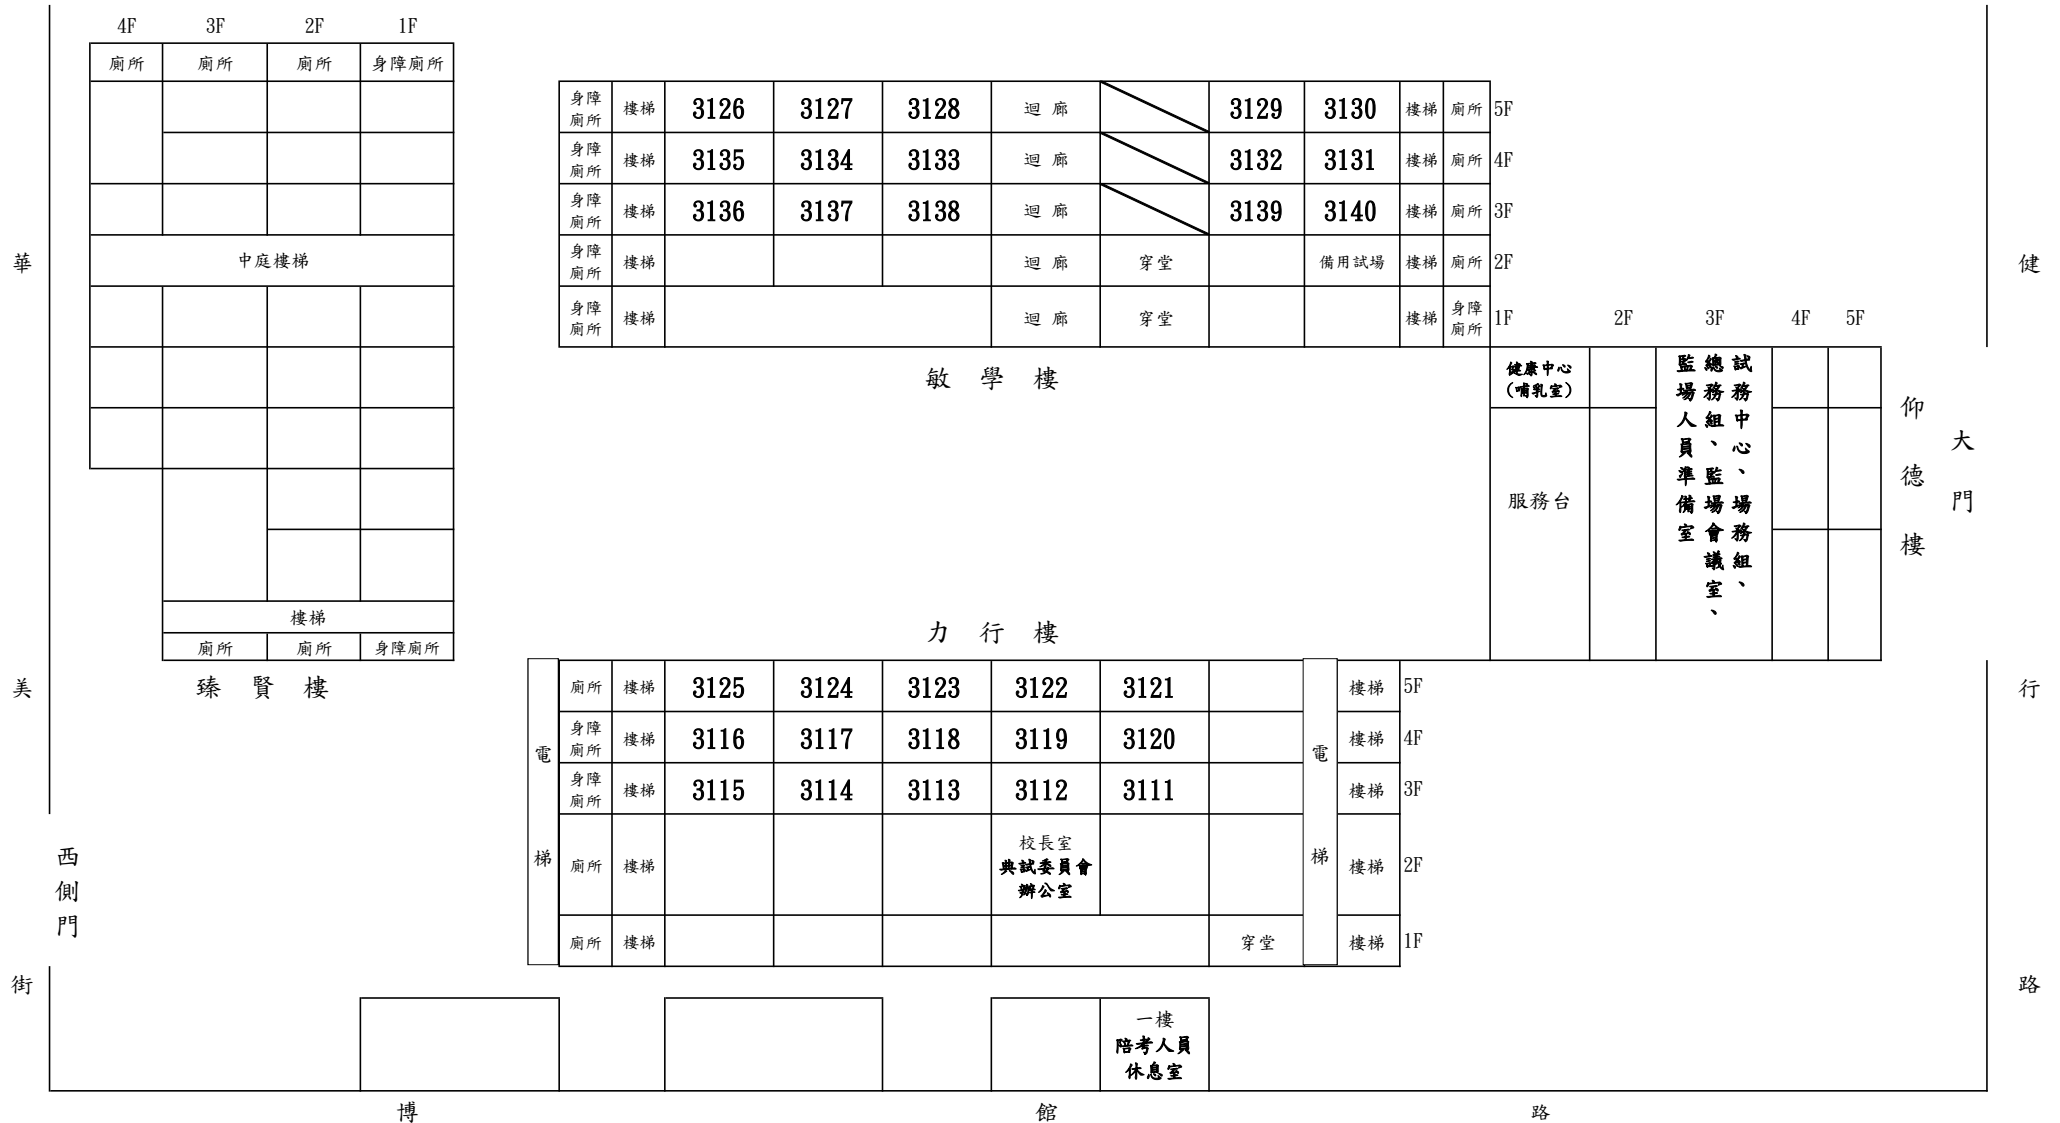 4F 3F 2F 1F
廁所 廁所 廁所 身障廁所
中庭樓梯
樓梯
廁所 廁所 身障廁所
臻賢樓
身障廁所 樓梯 3126 3127 3128 迴廊 3129 3130 樓梯 廁所 5F
身障廁所 樓梯 3135 3134 3133 迴廊 3132 3131 樓梯 廁所 4F
身障廁所 樓梯 3136 3137 3138 迴廊 3139 3140 樓梯 廁所 3F
身障廁所 樓梯 迴廊 穿堂 備用試場 樓梯 廁所 2F
身障廁所 樓梯 迴廊 穿堂 樓梯 身障廁所 1F
敏學樓
2F 3F 4F 5F
健康中心
(哺乳室)
服務台
試務中心、場務組、
總務組、監場會議室、
監場人員準備室
仰德樓
大門
力行樓
電梯
廁所 樓梯 3125 3124 3123 3122 3121 樓梯 5F
身障廁所 樓梯 3116 3117 3118 3119 3120 樓梯 4F
身障廁所 樓梯 3115 3114 3113 3112 3111 樓梯 3F
廁所 樓梯 校長室 樓梯 2F
典試委員會
辦公室
廁所 樓梯 穿堂 樓梯 1F
電梯
一樓
陪考人員
休息室
西側門
華美街
健行路
博館路